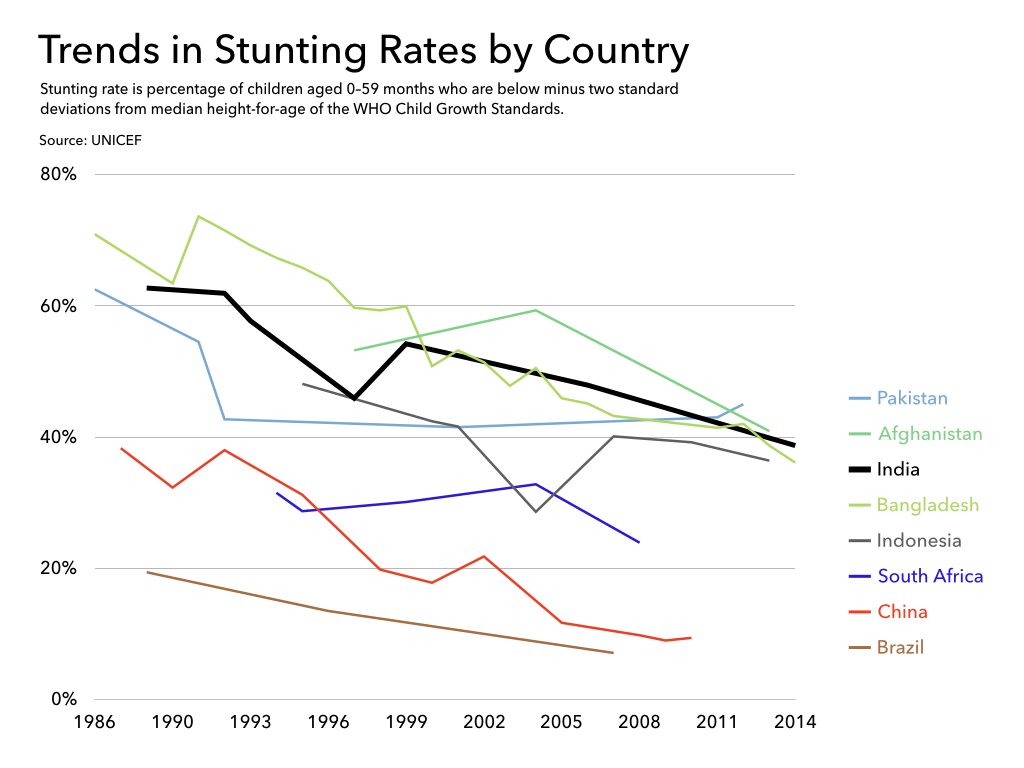 Trends in Stunting Rates by Country
Stunting rate is percentage of children aged 0–59 months who are below minus two standard
deviations from median height-for-age of the WHO Child Growth Standards.
Source: UNICEF
80%
60%
40%
20%
0%
1986 1990 1993 1996 1999 2002 2005 2008 2011 2014
Pakistan
Afghanistan
India
Bangladesh
Indonesia
South Africa
China
Brazil